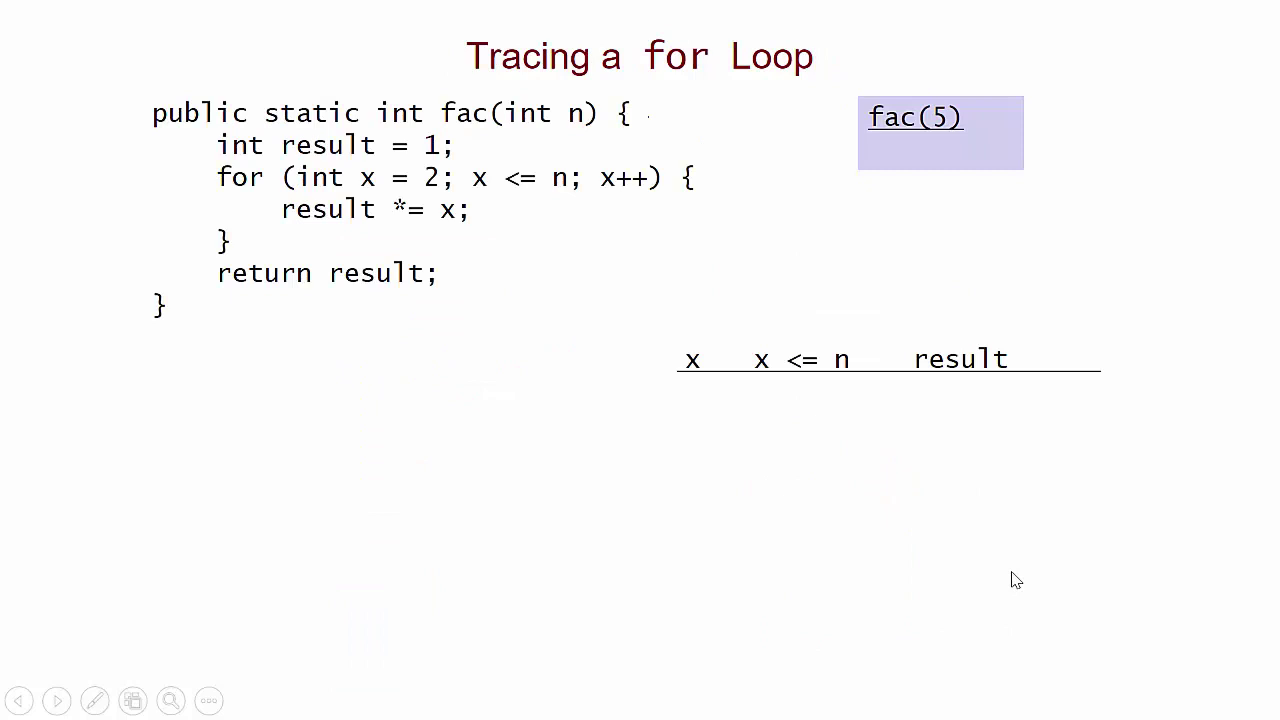 Tracing a for Loop
public static int fac(int n) {
    int result = 1;
    for (int x = 2; x <= n; x++) {
        result *= x;
    }
    return result;
}
fac(5)
x x <= n result